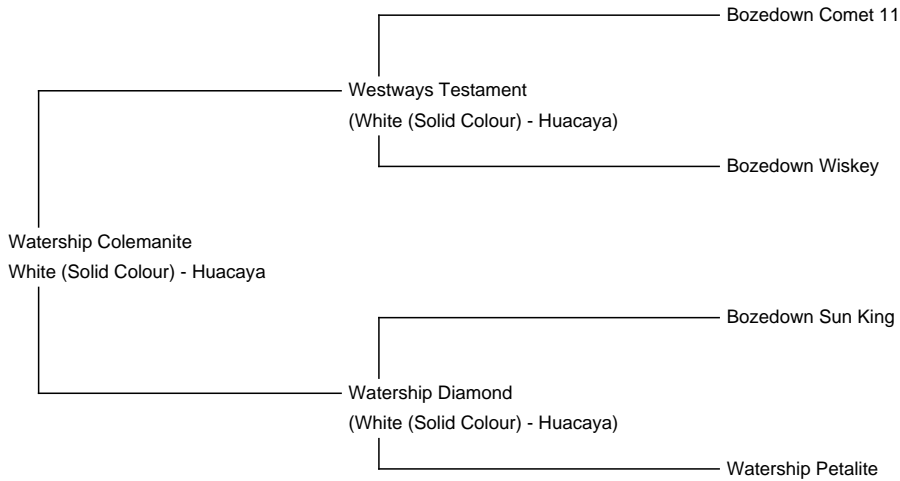 Bozedown Comet 11
Westways Testament
(White (Solid Colour) - Huacaya)
Bozedown Wiskey
Watership Colemanite
White (Solid Colour) - Huacaya
Bozedown Sun King
Watership Diamond
(White (Solid Colour) - Huacaya)
Watership Petalite